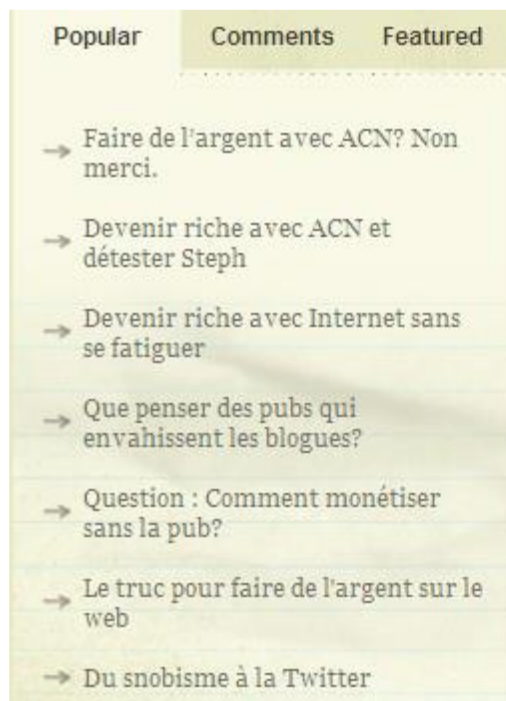 Popular Comments Featured
Faire de l'argent avec ACN? Non
merci.
Devenir riche avec ACN et
détester Steph
Devenir riche avec Internet sans
se fatiguer
Que penser des pubs qui
envahissent les blogues?
Question : Comment monétiser
sans la pub?
Le truc pour faire de l'argent sur le
web
Du snobisme à la Twitter